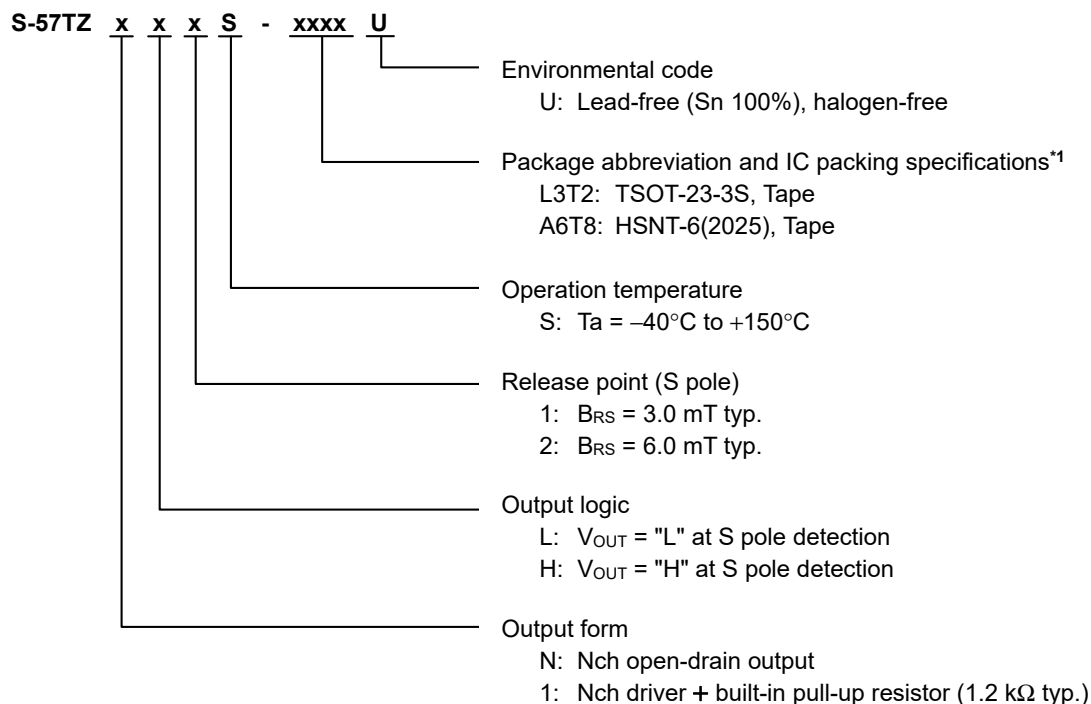 S-57TZ x x x S - xxxx U
Environmental code
U: Lead-free (Sn 100%), halogen-free
Package abbreviation and IC packing specifications*1
L3T2: TSOT-23-3S, Tape
A6T8: HSNT-6(2025), Tape
Operation temperature
S: Ta = −40°C to +150°C
Release point (S pole)
1: BRS = 3.0 mT typ.
2: BRS = 6.0 mT typ.
Output logic
L: VOUT = "L" at S pole detection
H: VOUT = "H" at S pole detection
Output form
N: Nch open-drain output
1: Nch driver + built-in pull-up resistor (1.2 kΩ typ.)